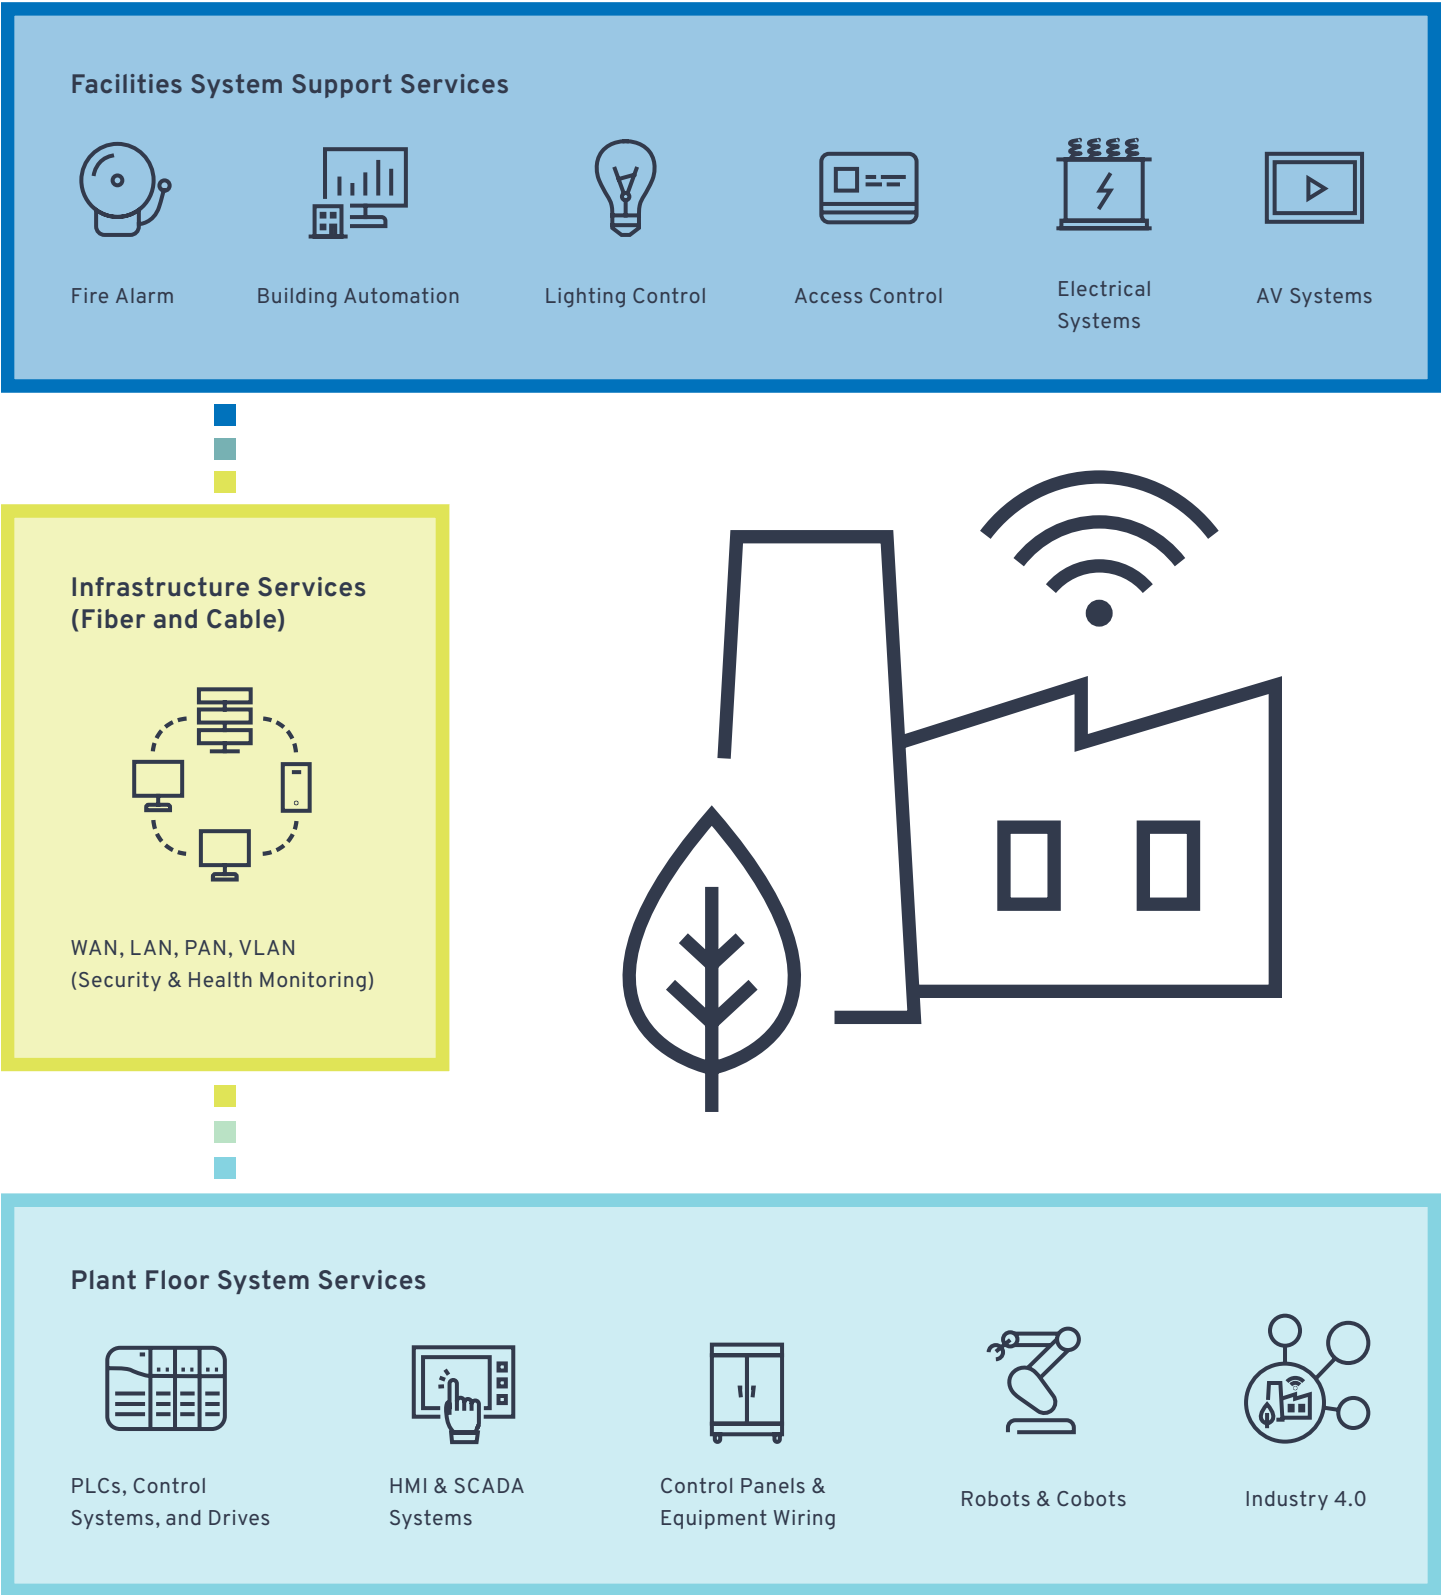 Facilities System Support Services
Fire Alarm
Building Automation
Lighting Control
Access Control
Electrical
Systems
AV Systems
Infrastructure Services
(Fiber and Cable)
WAN, LAN, PAN, VLAN
(Security & Health Monitoring)
Plant Floor System Services
PLCs, Control
Systems, and Drives
HMI & SCADA
Systems
Control Panels &
Equipment Wiring
Robots & Cobots
Industry 4.0